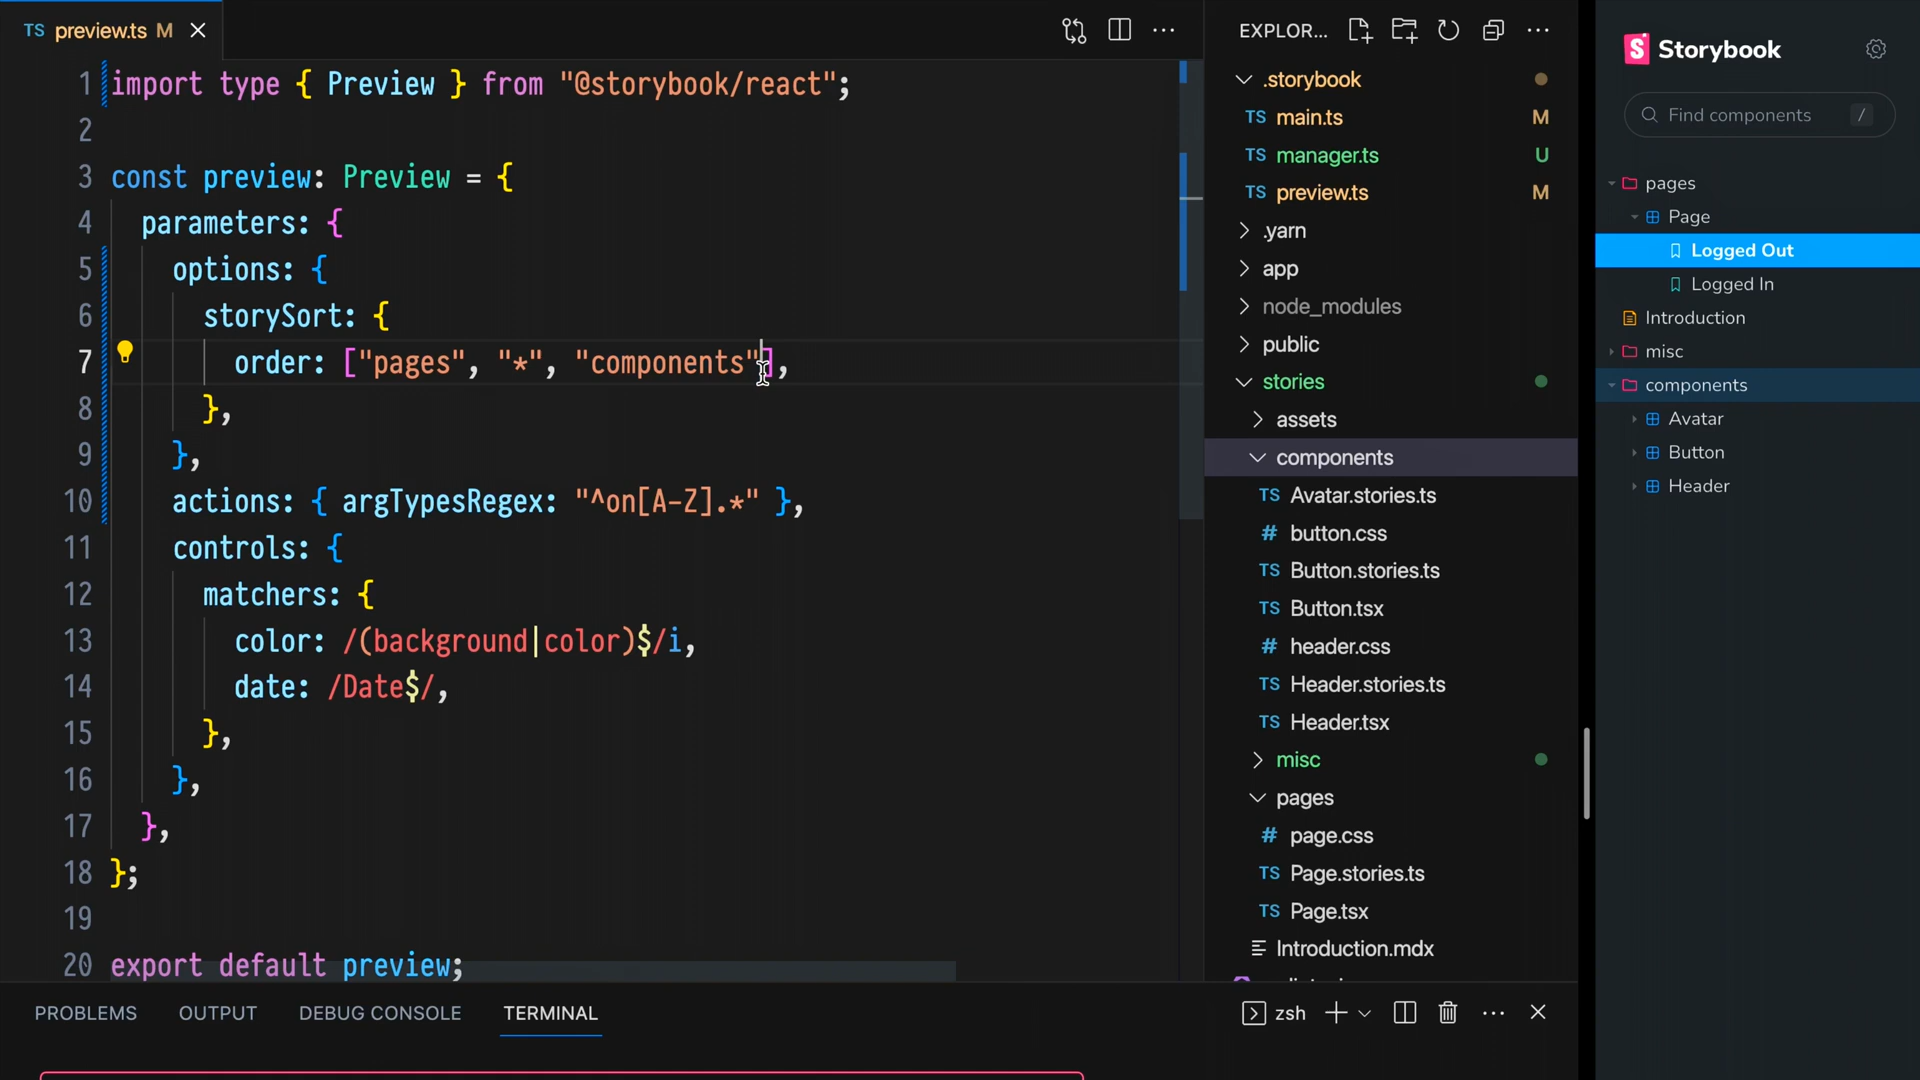 TS preview.ts M
1 import type { Preview } from "@storybook/react";
2
3 const preview: Preview = {
4 parameters: {
5 options: {
6 storySort: {
7 order: ["pages", "*", "components"],
8 },
9 },
10 actions: { argTypesRegex: "^on[A-Z].*" },
11 controls: {
12 matchers: {
13 color: /(background|color)$/i,
14 date: /Date$/,
15 },
16 },
17 },
18 };
19
20 export default preview;
PROBLEMS OUTPUT DEBUG CONSOLE TERMINAL
zsh
EXPLOR...
.storybook
TS main.ts M
TS manager.ts U
TS preview.ts M
.yarn
app
node_modules
public
stories
assets
components
TS Avatar.stories.ts
# button.css
TS Button.stories.ts
TS Button.tsx
# header.css
TS Header.stories.ts
TS Header.tsx
misc
pages
# page.css
TS Page.stories.ts
TS Page.tsx
Introduction.mdx
S Storybook
Find components /
pages
Page
Logged Out
Logged In
Introduction
misc
components
Avatar
Button
Header